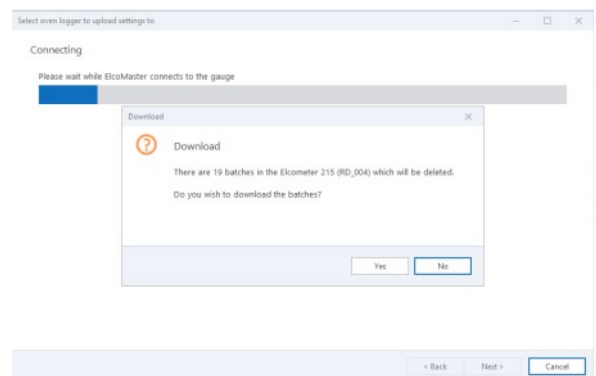 Select oven logger to upload settings to
Connecting
Please wait while ElcoMaster connects to the gauge
Download
Download
There are 19 batches in the Elcometer 215 (RD_004) which will be deleted.
Do you wish to download the batches?
Yes No
< Back Next > Cancel